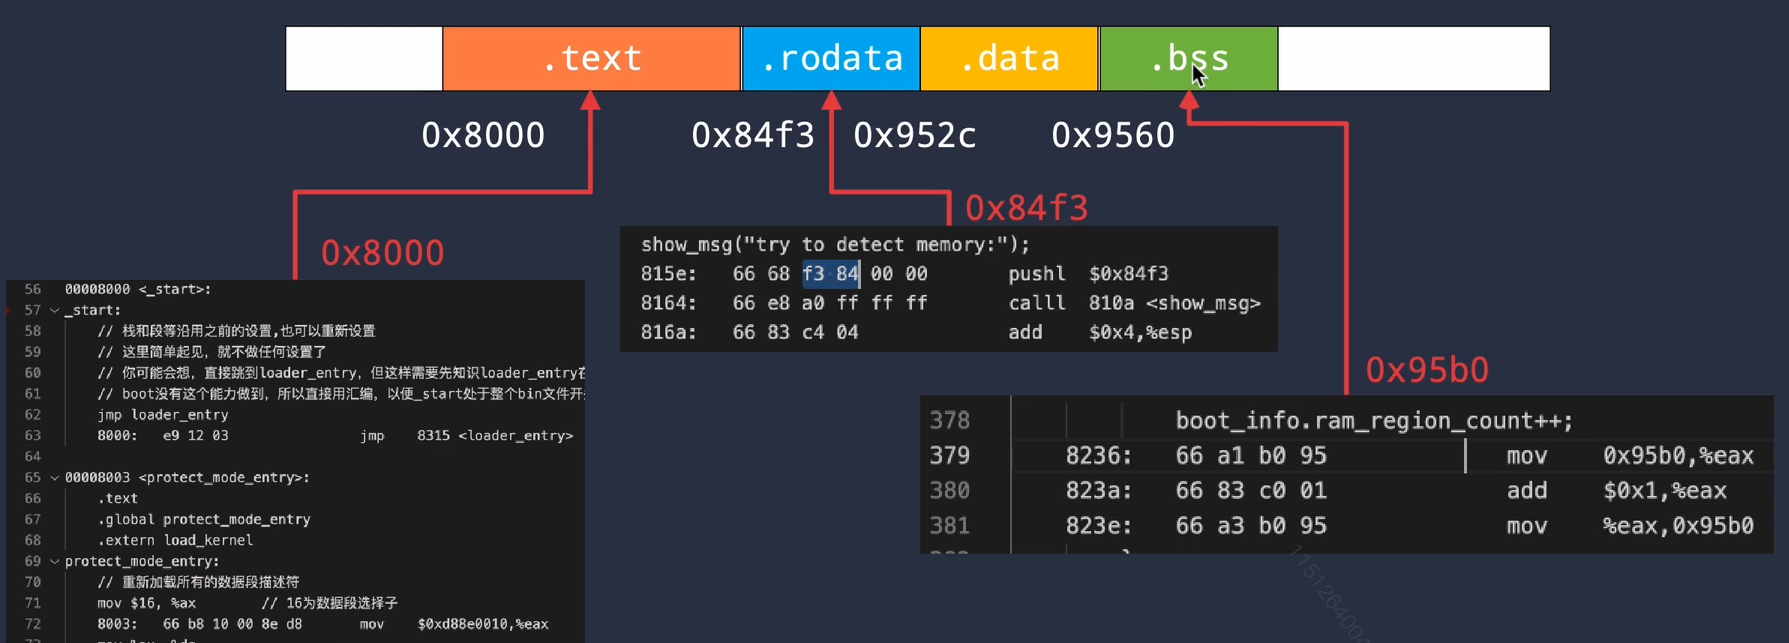 .text
.rodata
.data
.bss
0x8000
0x84f3
0x952c
0x9560
0x8000
56 00008000 <_start>:
57 _start:
58 // 栈和段等沿用之前的设置,也可以重新设置
59 // 这里简单起见，就不做任何设置了
60 // 你可能会想，直接跳到loader_entry，但这样需要先知识loader_entry在
61 // boot没有这个能力做到，所以直接用汇编，以便_start处于整个bin文件开
62 jmp loader_entry
63 8000: e9 12 03 jmp 8315 <loader_entry>
64
65 00008003 <protect_mode_entry>:
66 .text
67 .global protect_mode_entry
68 .extern load_kernel
69 protect_mode_entry:
70 // 重新加载所有的数据段描述符
71 mov $16, %ax // 16为数据段选择子
72 8003: 66 b8 10 00 8e d8 mov $0xd88e0010,%eax
0x84f3
show_msg("try to detect memory:");
815e: 66 68 f3 84 00 00 pushl $0x84f3
8164: 66 e8 a0 ff ff ff calll 810a <show_msg>
816a: 66 83 c4 04 add $0x4,%esp
0x95b0
378 boot_info.ram_region_count++;
379 8236: 66 a1 b0 95 mov 0x95b0,%eax
380 823a: 66 83 c0 01 add $0x1,%eax
381 823e: 66 a3 b0 95 mov %eax,0x95b0